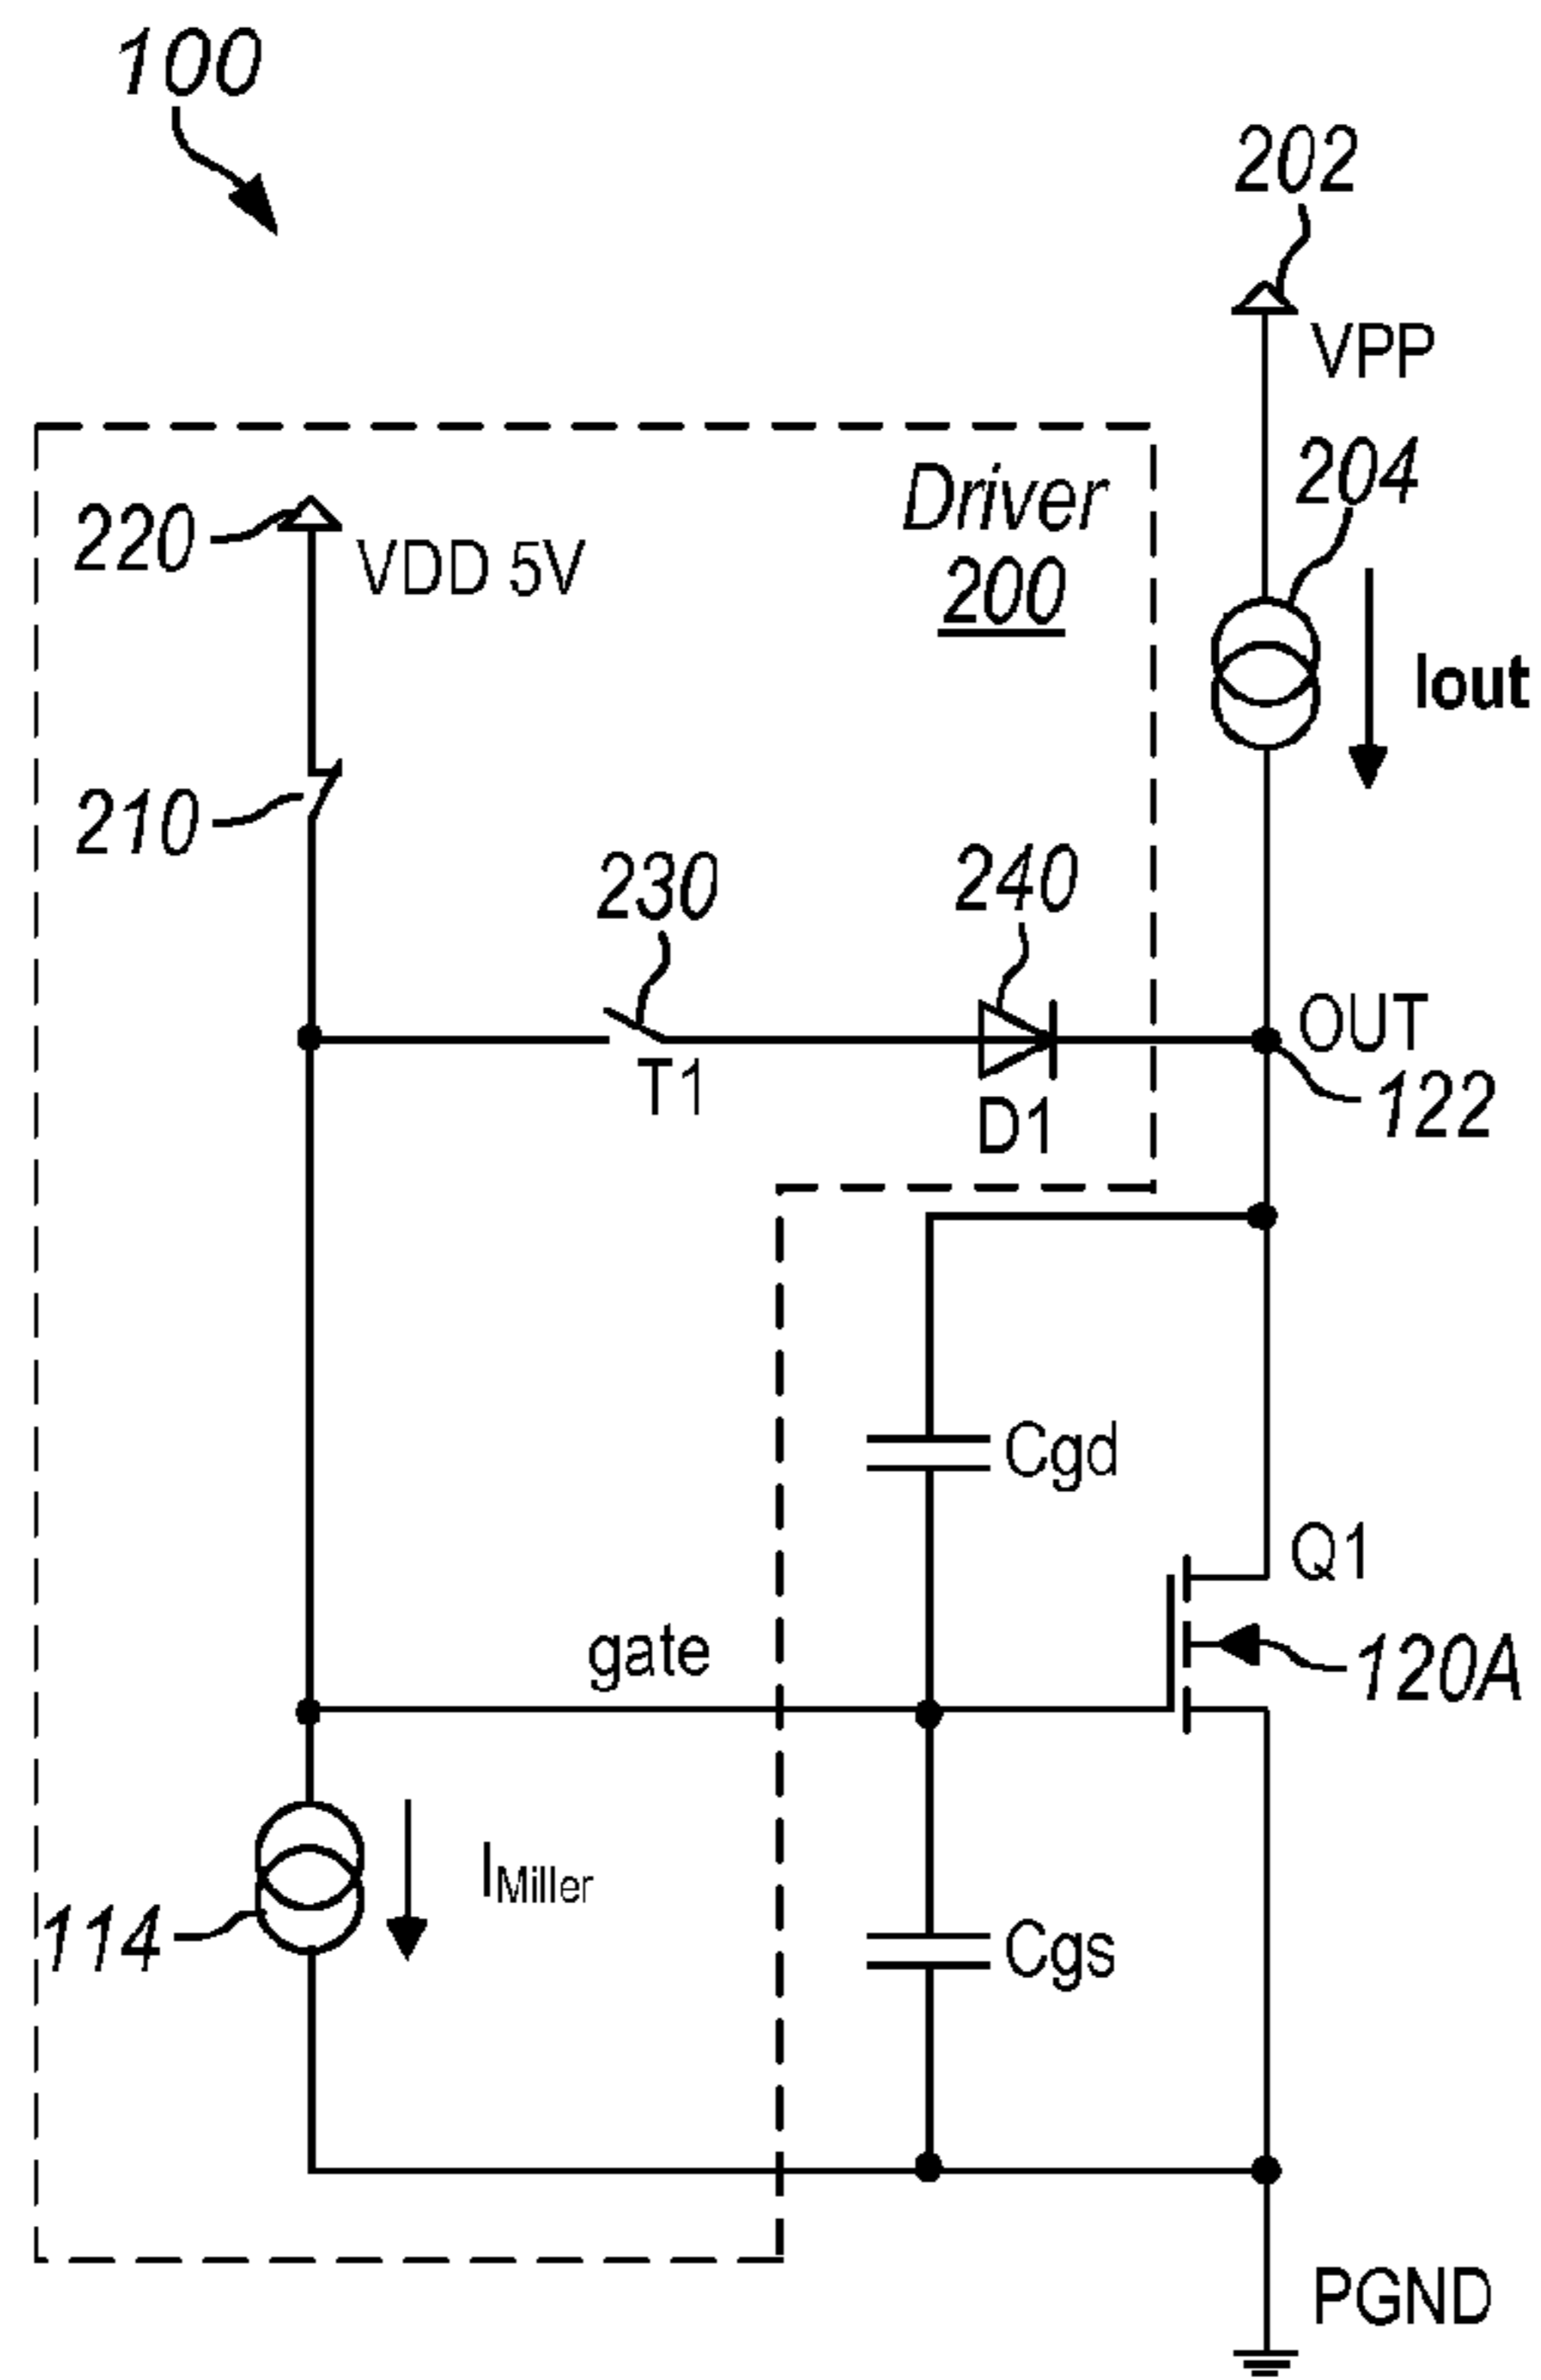 100
202
VPP
204
Driver
200
220
VDD 5V
Iout
210
230
240
OUT
T1
D1
122
Cgd
Q1
gate
120A
IMiller
114
Cgs
PGND